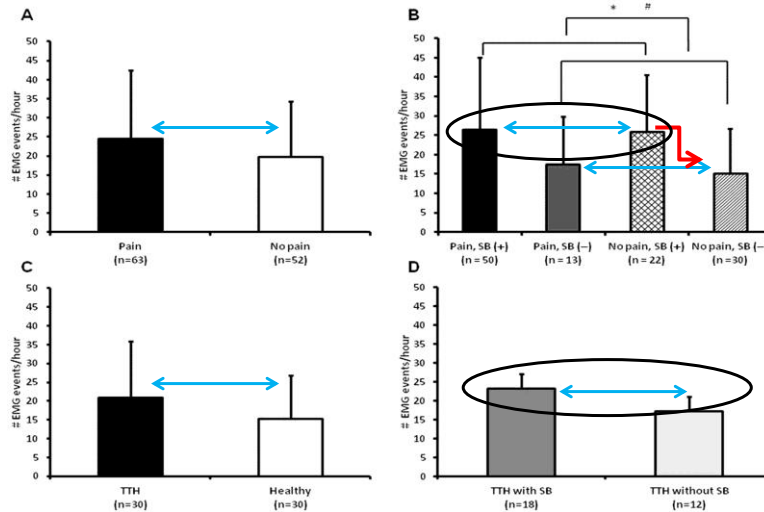 A
# EMG events/hour
50
45
40
35
30
25
20
15
10
5
0
Pain
(n=63)
No pain
(n=52)
B
* #
# EMG events/hour
50
45
40
35
30
25
20
15
10
5
0
Pain, SB (+)
(n = 50)
Pain, SB (–)
(n = 13)
No pain, SB (+)
(n = 22)
No pain, SB (–)
(n = 30)
C
# EMG events/hour
50
45
40
35
30
25
20
15
10
5
0
TTH
(n=30)
Healthy
(n=30)
D
# EMG events/hour
50
45
40
35
30
25
20
15
10
5
0
TTH with SB
(n=18)
TTH without SB
(n=12)